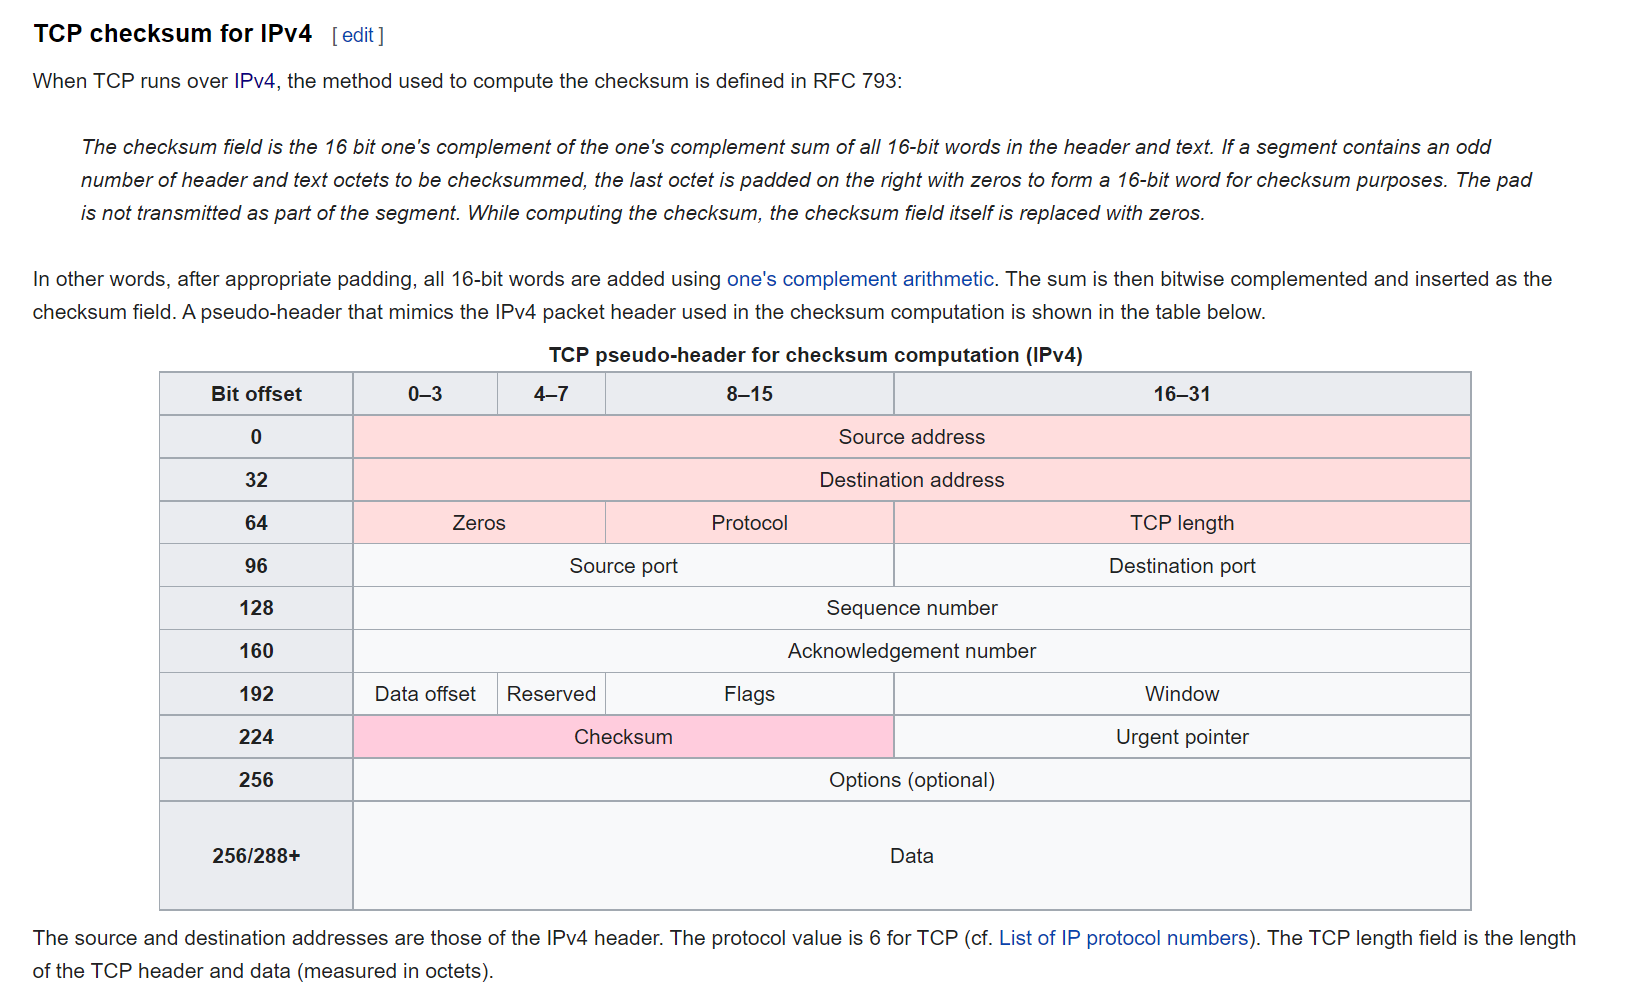 TCP checksum for IPv4 [ edit ]
When TCP runs over IPv4, the method used to compute the checksum is defined in RFC 793:
The checksum field is the 16 bit one's complement of the one's complement sum of all 16-bit words in the header and text. If a segment contains an odd
number of header and text octets to be checksummed, the last octet is padded on the right with zeros to form a 16-bit word for checksum purposes. The pad
is not transmitted as part of the segment. While computing the checksum, the checksum field itself is replaced with zeros.
In other words, after appropriate padding, all 16-bit words are added using one's complement arithmetic. The sum is then bitwise complemented and inserted as the
checksum field. A pseudo-header that mimics the IPv4 packet header used in the checksum computation is shown in the table below.
TCP pseudo-header for checksum computation (IPv4)
Bit offset 0–3 4–7 8–15 16–31
0 Source address
32 Destination address
64 Zeros Protocol TCP length
96 Source port Destination port
128 Sequence number
160 Acknowledgement number
192 Data offset Reserved Flags Window
224 Checksum Urgent pointer
256 Options (optional)
256/288+ Data
The source and destination addresses are those of the IPv4 header. The protocol value is 6 for TCP (cf. List of IP protocol numbers). The TCP length field is the length
of the TCP header and data (measured in octets).